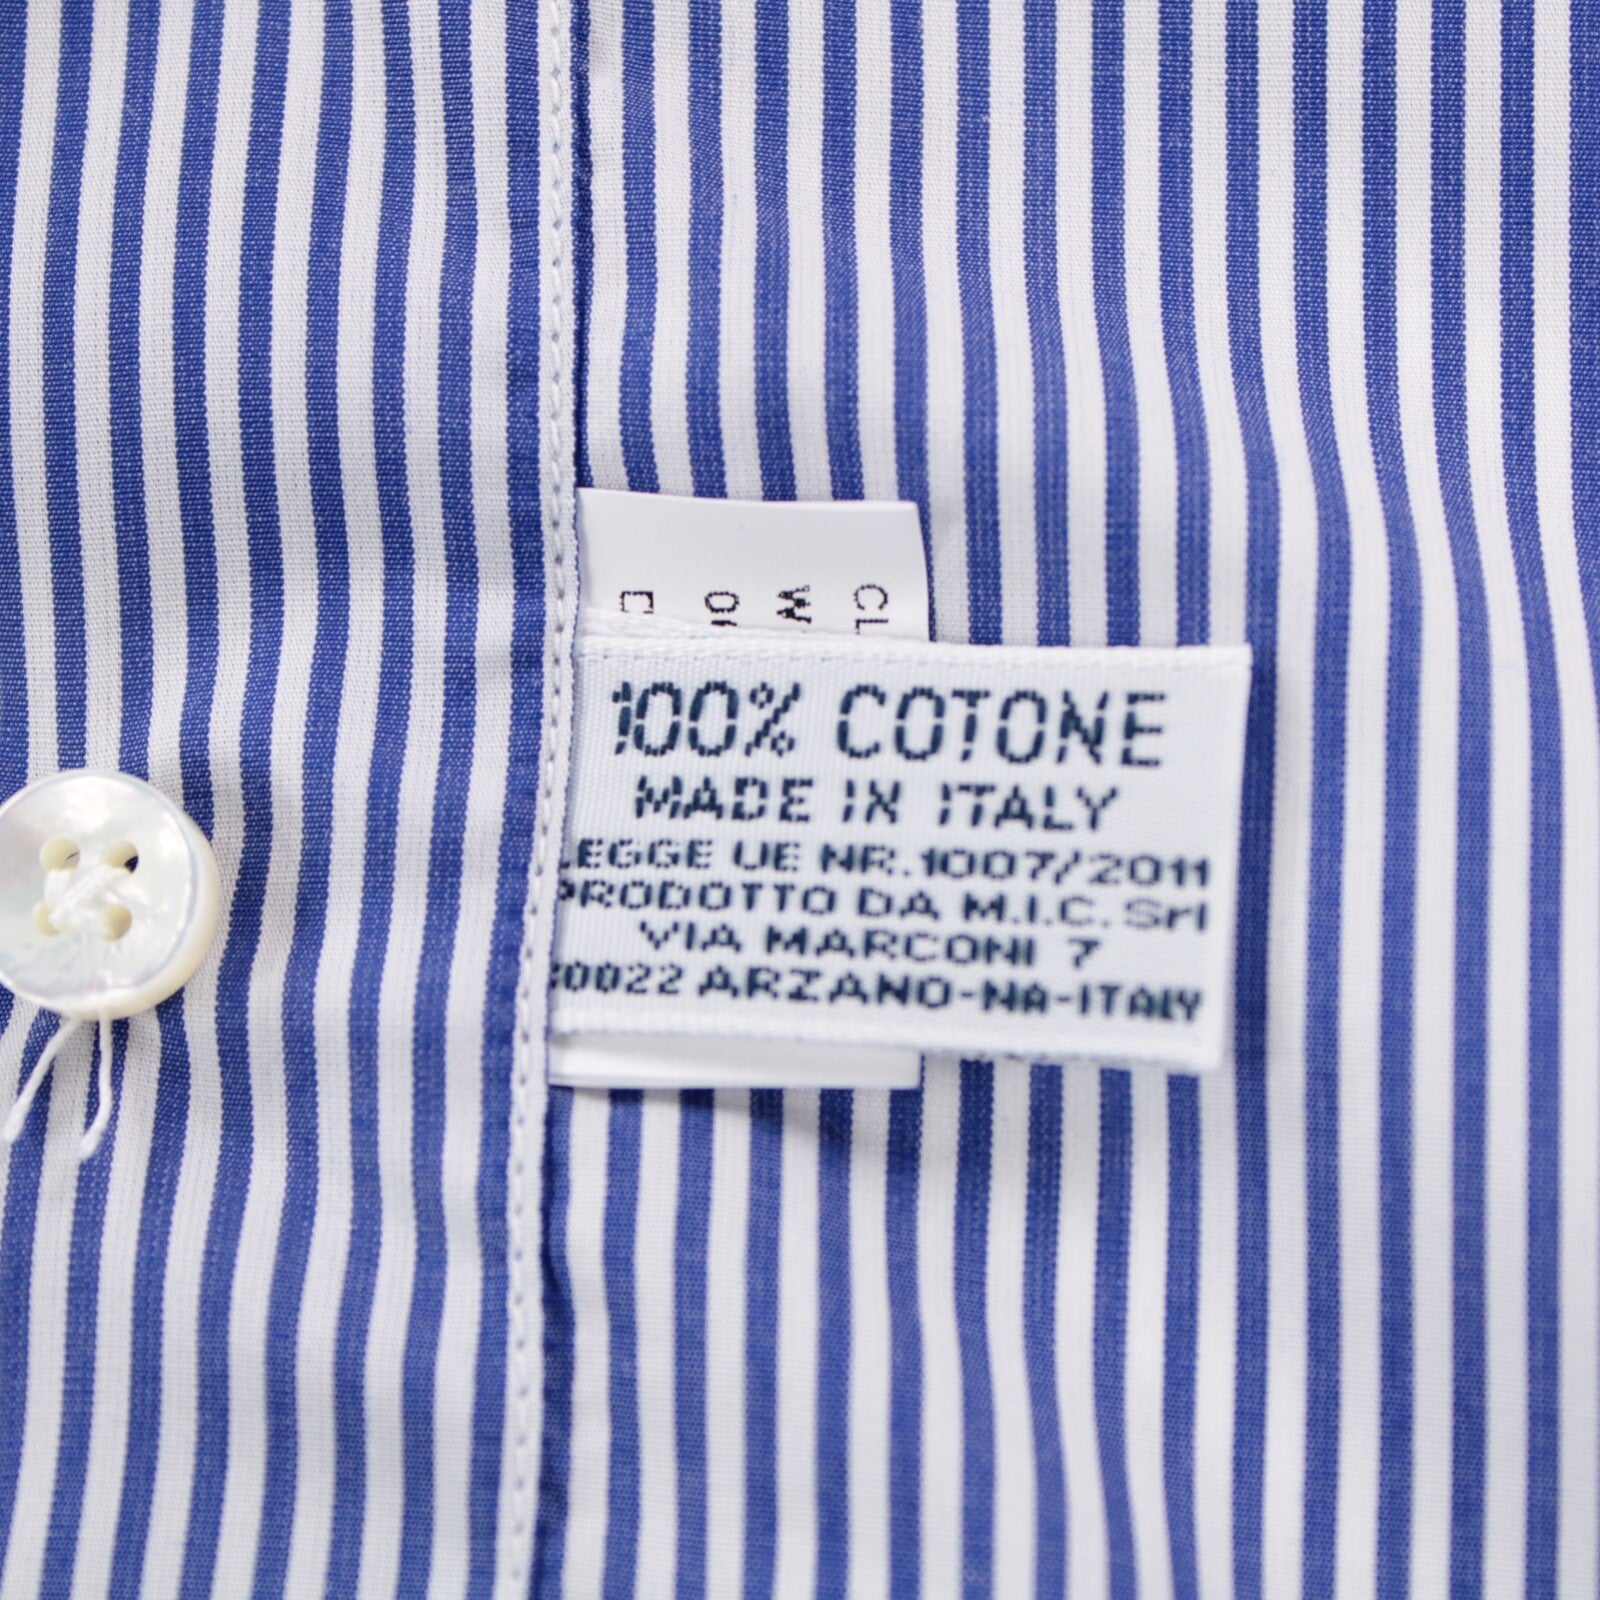 CL
100% COTONE
MADE IN ITALY
LEGGE UE NR.1007/2011
PRODOTTO DA M.I.C. Srl
VIA MARCONI 7
80022 ARZANO-NA-ITALY